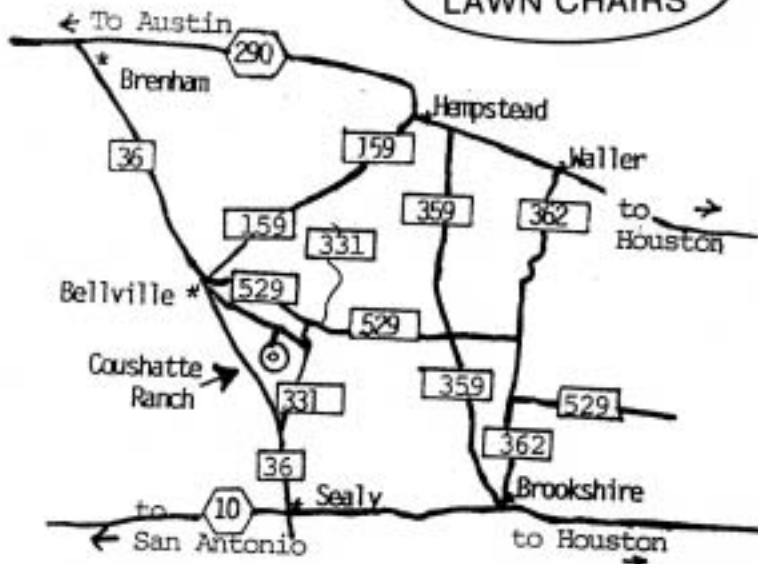 LAWN CHAIRS
To Austin
290
* Brenham
Hempstead
36
159
Waller
359
362
to
Houston
159
331
Bellville *
529
529
Coushatte
Ranch
331
359
529
362
36
Sealy
Brookshire
to
10
San Antonio
to Houston